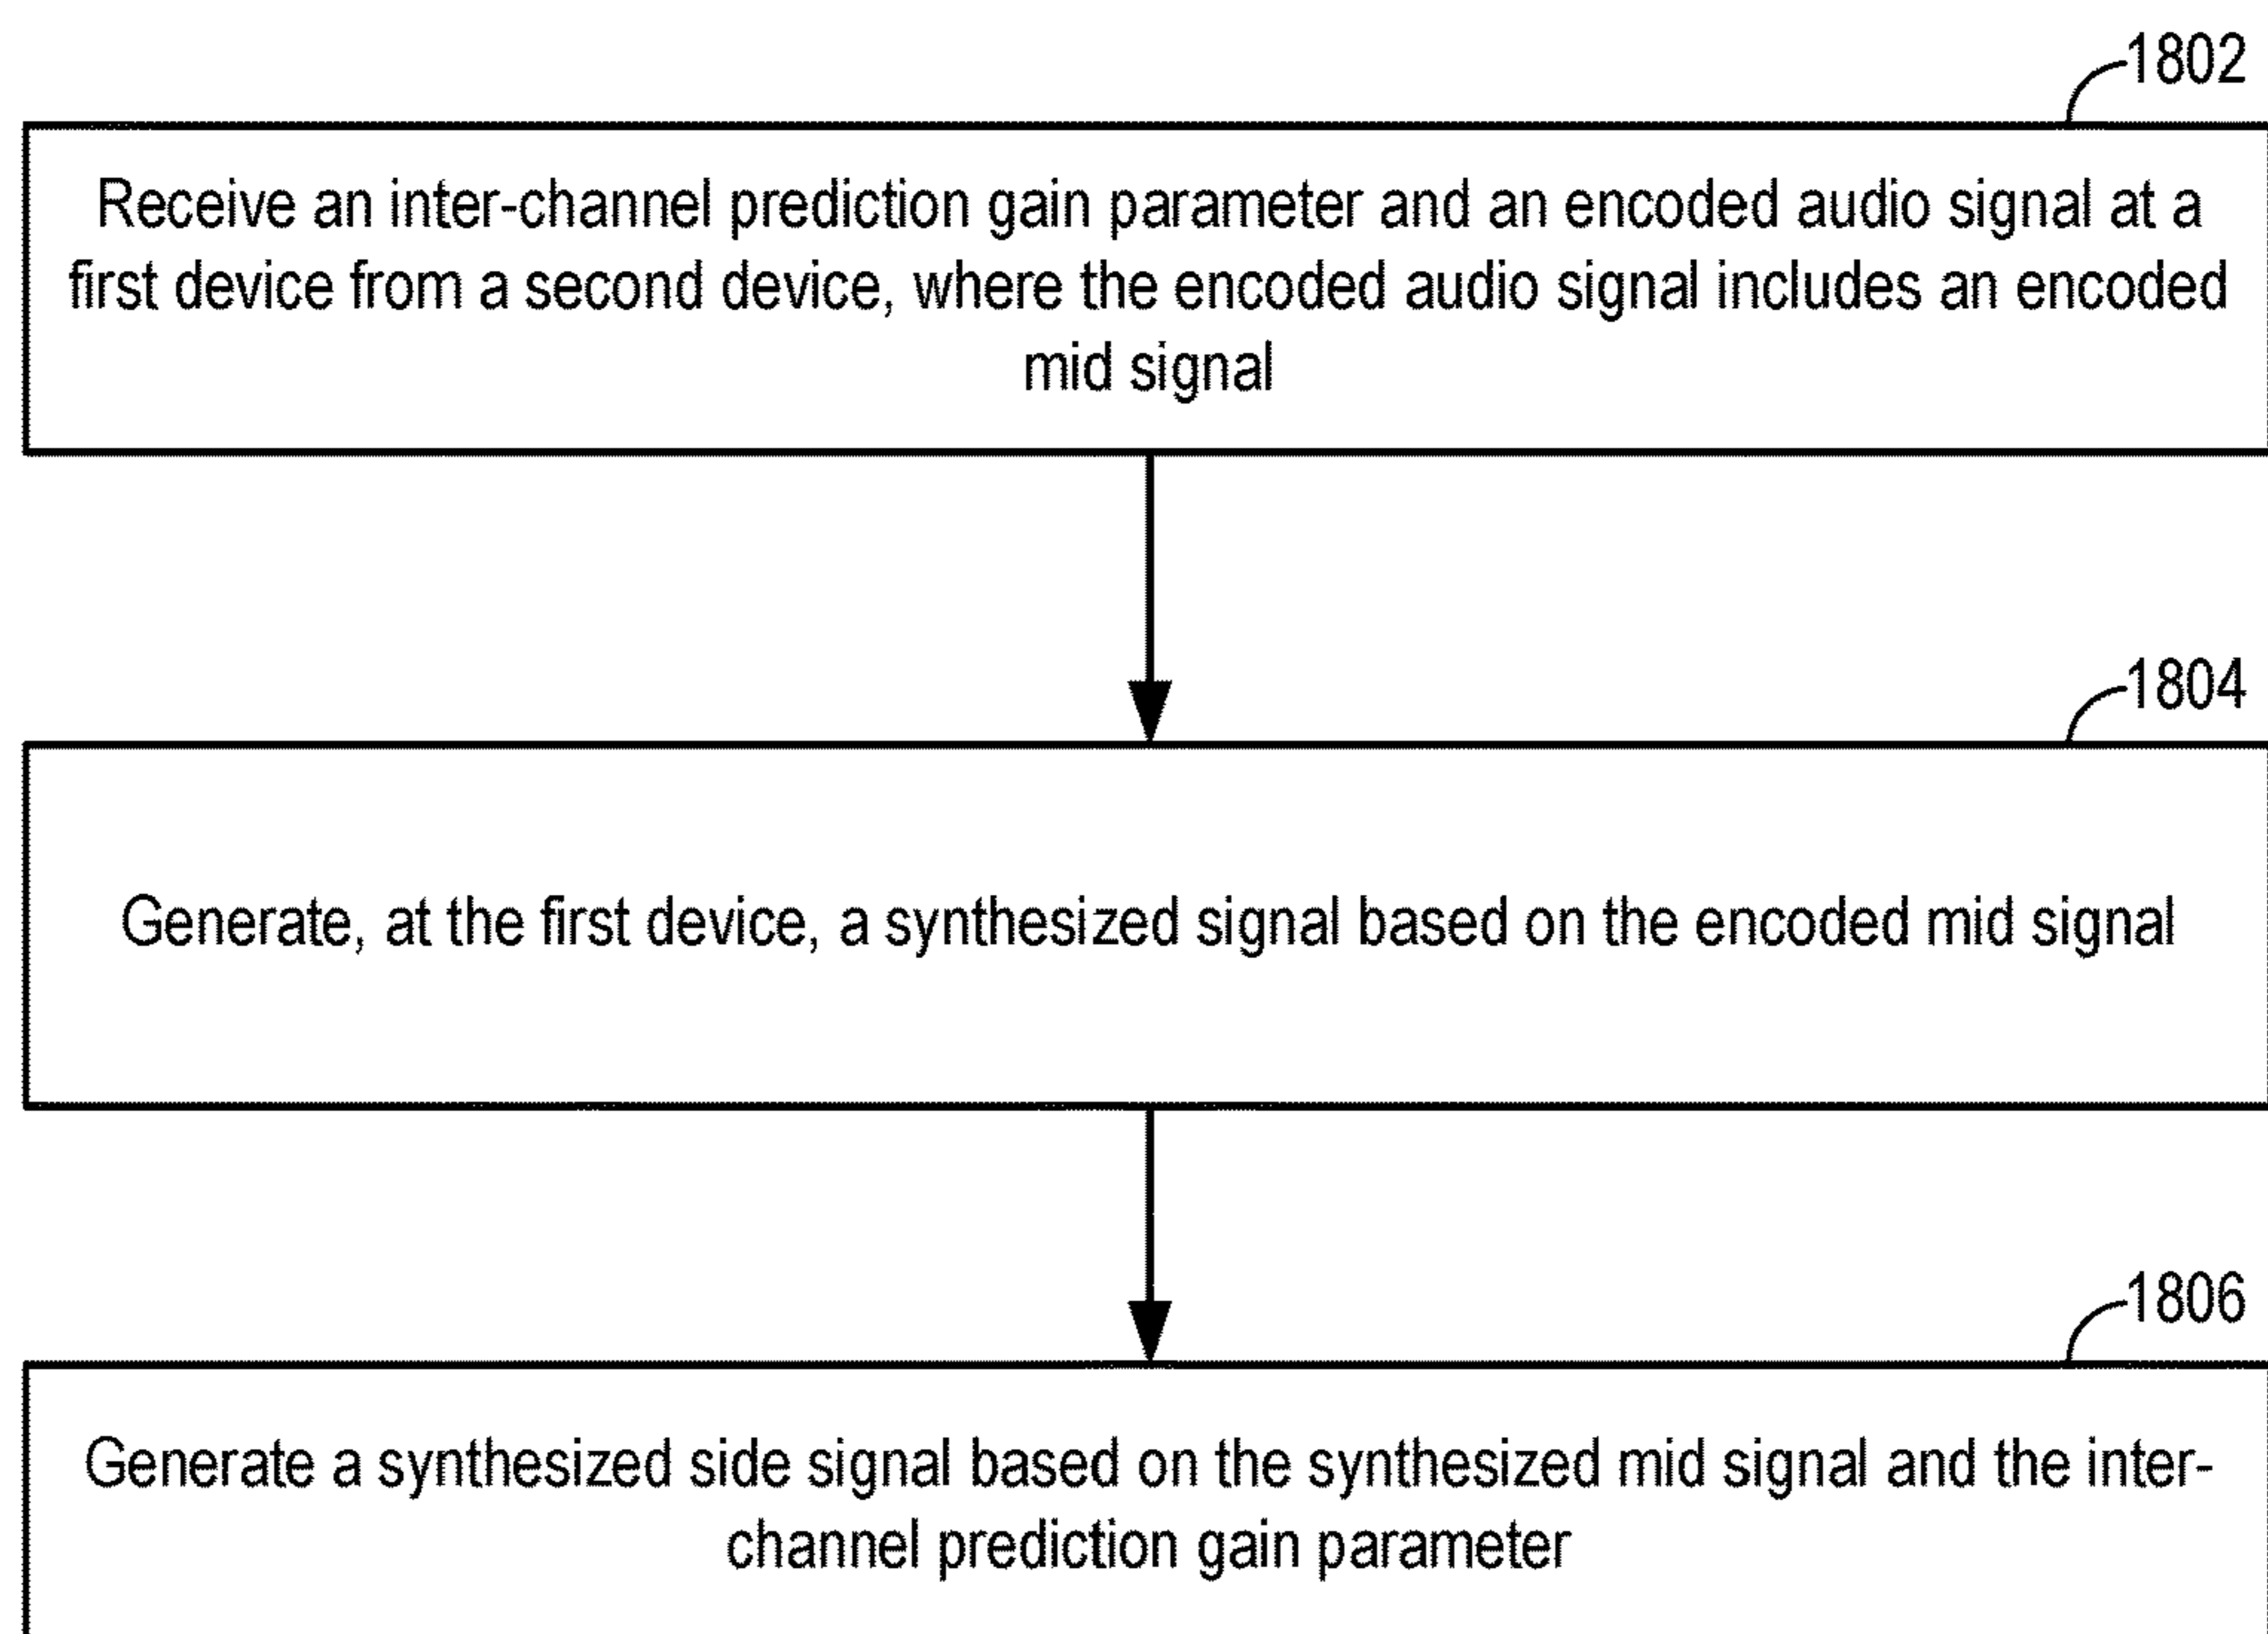 1802
Receive an inter-channel prediction gain parameter and an encoded audio signal at a
first device from a second device, where the encoded audio signal includes an encoded
mid signal
1804
Generate, at the first device, a synthesized signal based on the encoded mid signal
1806
Generate a synthesized side signal based on the synthesized mid signal and the inter-
channel prediction gain parameter